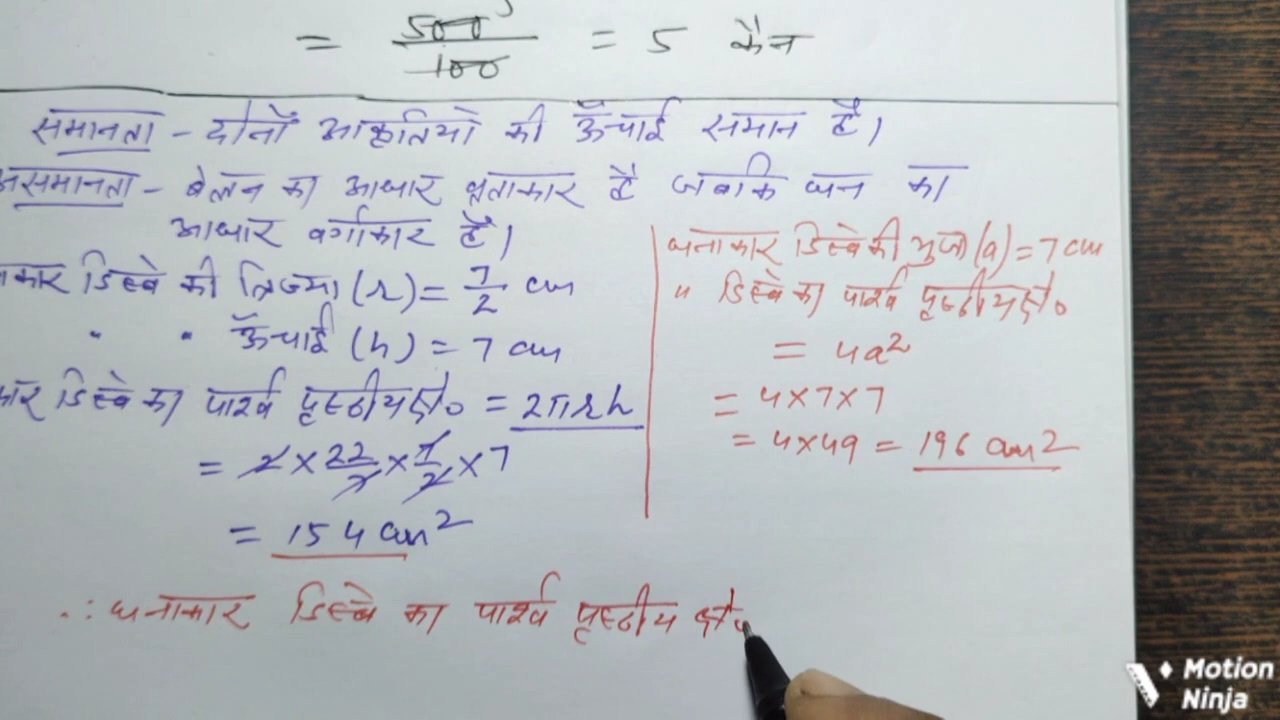 = 500/100 = 5 कैन
समानता - दोनों आकृतियों की ऊँचाई समान है।
असमानता - बेलन का आधार वृताकार है जबकि घन का
आधार वर्गाकार है।
नाकार डिब्बे की त्रिज्या (r) = 7/2 cm
" " ऊँचाई (h) = 7 cm
कार डिब्बे का पार्श्व पृष्ठीय क्षे० = 2πrh
= 2 × 22/7 × 7/2 × 7
= 154 cm²
घनाकार डिब्बे की भुजा (a) = 7 cm
" डिब्बे का पार्श्व पृष्ठीय क्षे०
= 4a²
= 4×7×7
= 4×49 = 196 cm²
∴ घनाकार डिब्बे का पार्श्व पृष्ठीय क्षे०
Motion
Ninja